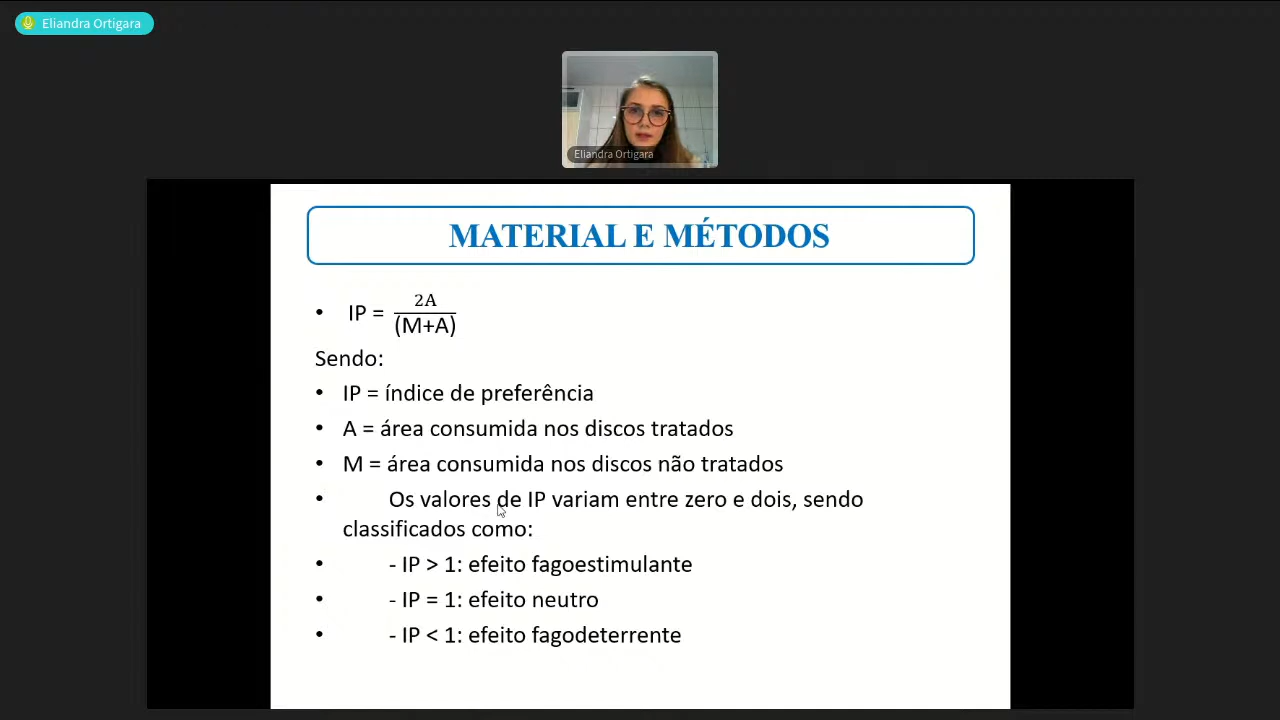 Eliandra Ortigara
Eliandra Ortigara
MATERIAL E MÉTODOS
• IP = 2A
(M+A)
Sendo:
• IP = índice de preferência
• A = área consumida nos discos tratados
• M = área consumida nos discos não tratados
• Os valores de IP variam entre zero e dois, sendo
classificados como:
• - IP > 1: efeito fagoestimulante
• - IP = 1: efeito neutro
• - IP < 1: efeito fagodeterrente